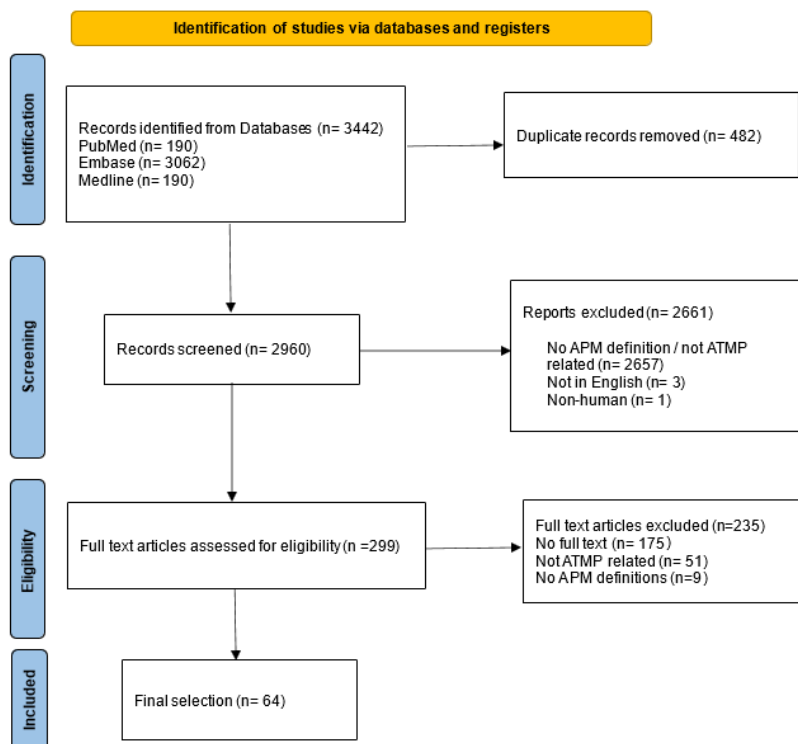 Identification of studies via databases and registers
Identification
Records identified from Databases (n= 3442)
PubMed (n= 190)
Embase (n= 3062)
Medline (n= 190)
Duplicate records removed (n= 482)
Screening
Records screened (n= 2960)
Reports excluded (n= 2661)
No APM definition / not ATMP
related (n= 2657)
Not in English (n= 3)
Non-human (n= 1)
Eligibility
Full text articles assessed for eligibility (n =299)
Full text articles excluded (n=235)
No full text (n= 175)
Not ATMP related (n= 51)
No APM definitions (n=9)
Included
Final selection (n= 64)